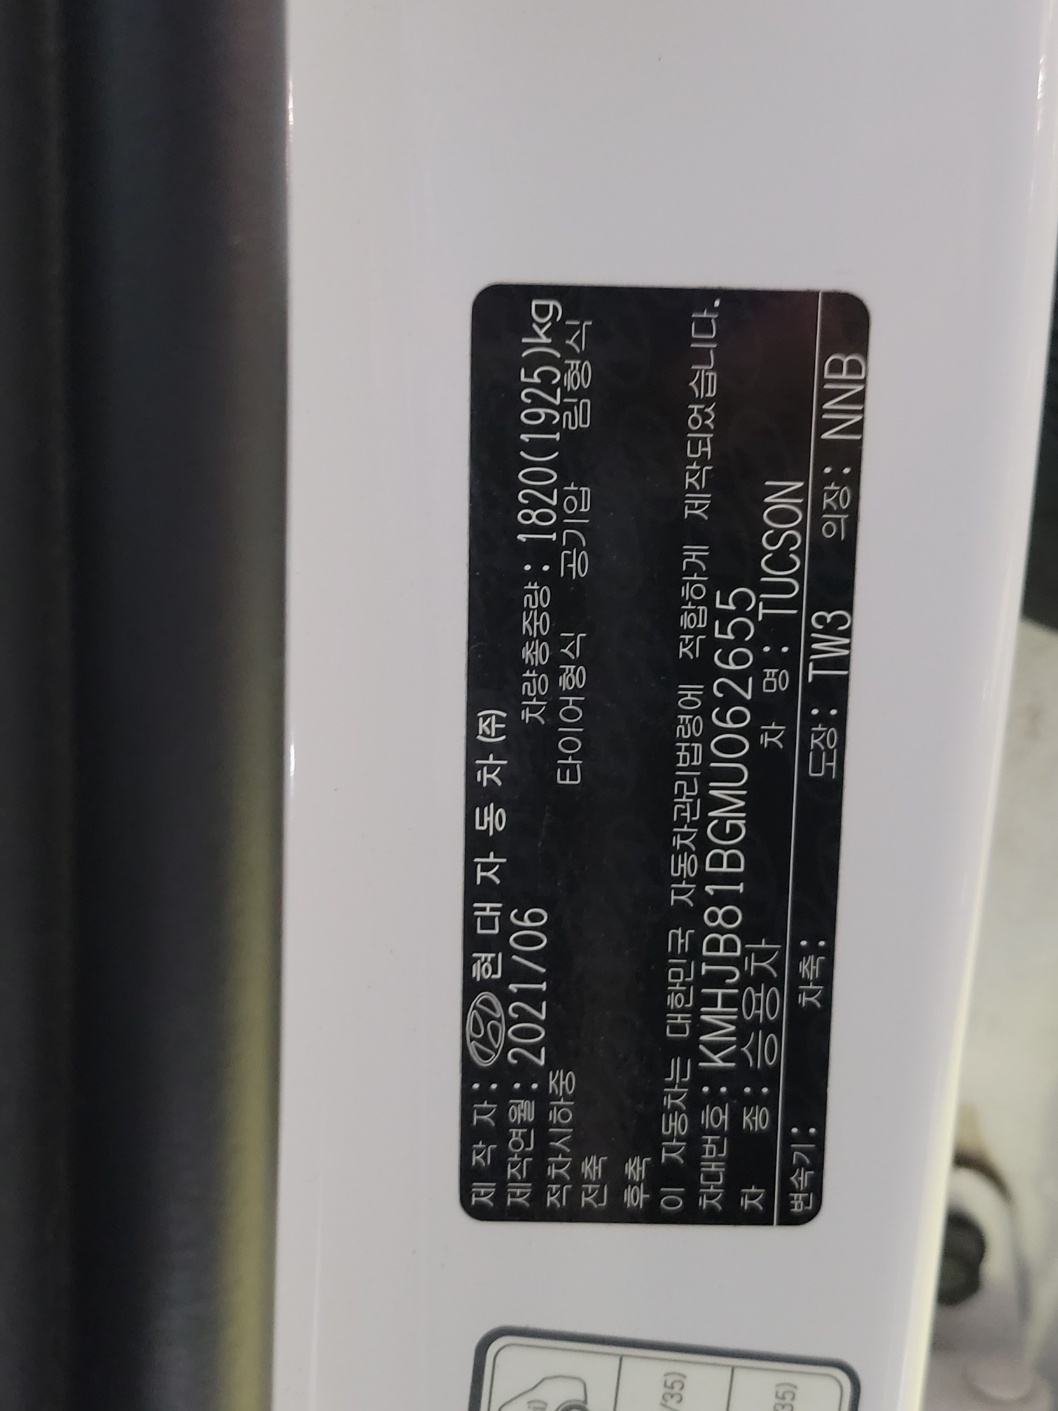 제 작 자 : 현 대 자 동 차 (주)
제작연월 : 2021/06 차량총중량 : 1820(1925)kg
적차시하중 타이어형식 공기압 림형식
전축
후축
이 자동차는 대한민국 자동차관리법령에 적합하게 제작되었습니다.
차대번호 : KMHJB81BGMU062655
차 종 : 승용차 차 명 : TUCSON
변속기 : 차축 : 도장 : TW3 의장 : NNB
/35)
35)